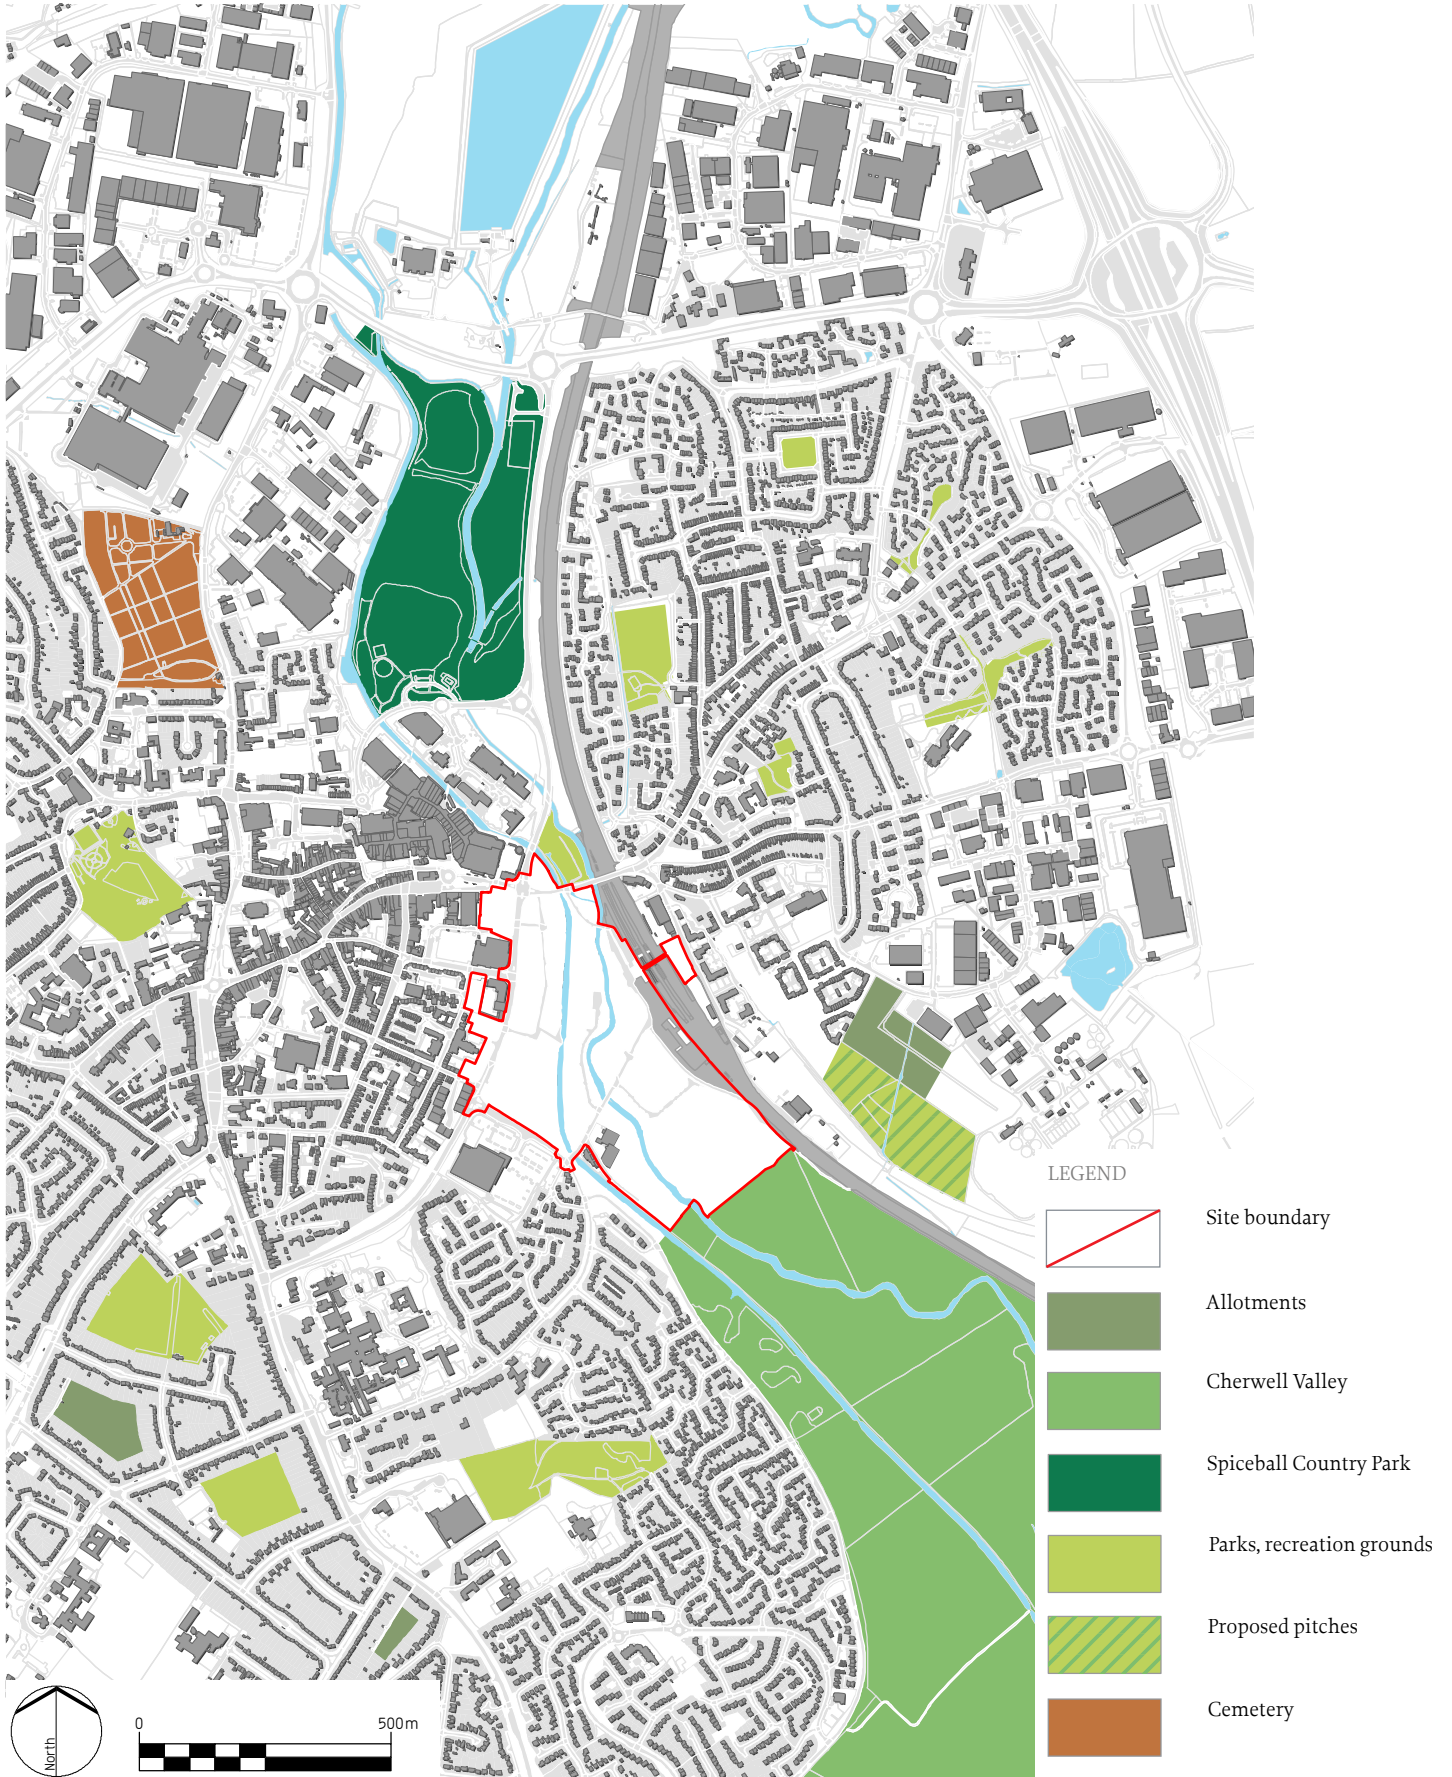 LEGEND
Site boundary
Allotments
Cherwell Valley
Spiceball Country Park
Parks, recreation grounds
Proposed pitches
Cemetery
North
0
500m